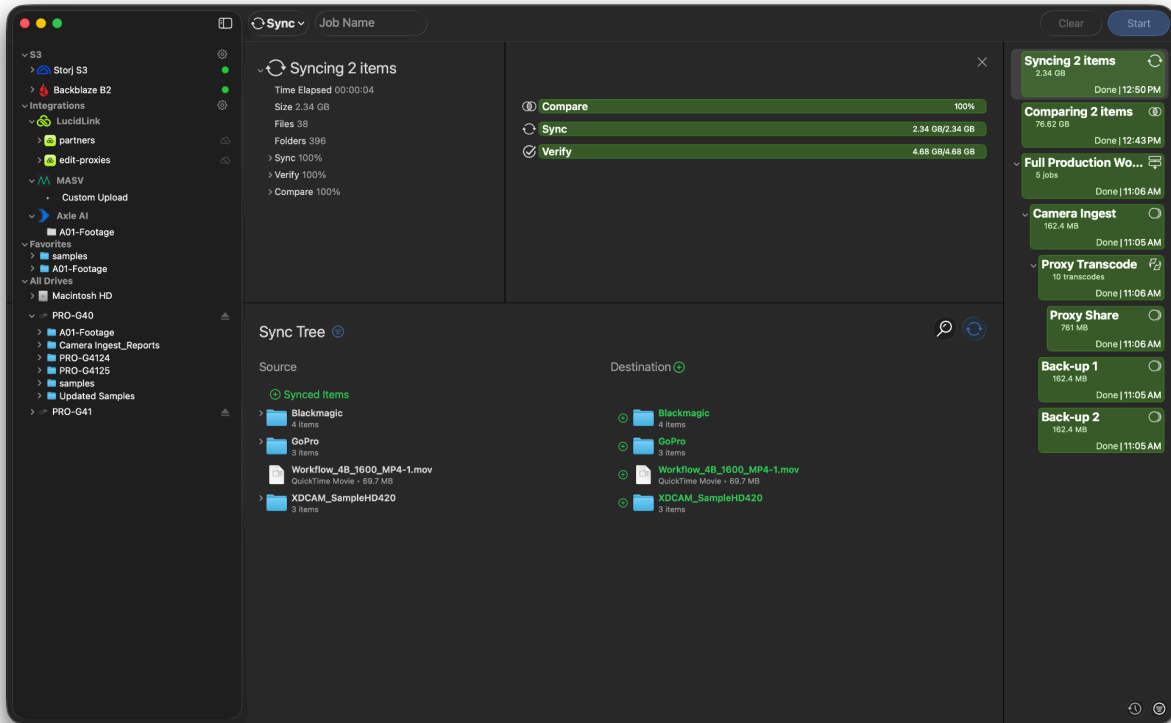 Sync
Job Name
Clear
Start
S3
Storj S3
Backblaze B2
Integrations
LucidLink
partners
edit-proxies
MASV
Custom Upload
Axle AI
A01-Footage
Favorites
samples
A01-Footage
All Drives
Macintosh HD
PRO-G40
A01-Footage
Camera Ingest_Reports
PRO-G4124
PRO-G4125
samples
Updated Samples
PRO-G41
Syncing 2 items
Time Elapsed 00:00:04
Size 2.34 GB
Files 38
Folders 396
Sync 100%
Verify 100%
Compare 100%
Compare 100%
Sync 2.34 GB/2.34 GB
Verify 4.68 GB/4.68 GB
Sync Tree
Source
Synced Items
Blackmagic
4 items
GoPro
3 items
Workflow_4B_1600_MP4-1.mov
QuickTime Movie • 69.7 MB
XDCAM_SampleHD420
3 items
Destination
Blackmagic
4 items
GoPro
3 items
Workflow_4B_1600_MP4-1.mov
QuickTime Movie • 69.7 MB
XDCAM_SampleHD420
3 items
Syncing 2 items
2.34 GB
Done | 12:50 PM
Comparing 2 items
76.62 GB
Done | 12:43 PM
Full Production Wo...
5 jobs
Done | 11:06 AM
Camera Ingest
162.4 MB
Done | 11:05 AM
Proxy Transcode
10 transcodes
Done | 11:06 AM
Proxy Share
761 MB
Done | 11:06 AM
Back-up 1
162.4 MB
Done | 11:05 AM
Back-up 2
162.4 MB
Done | 11:05 AM